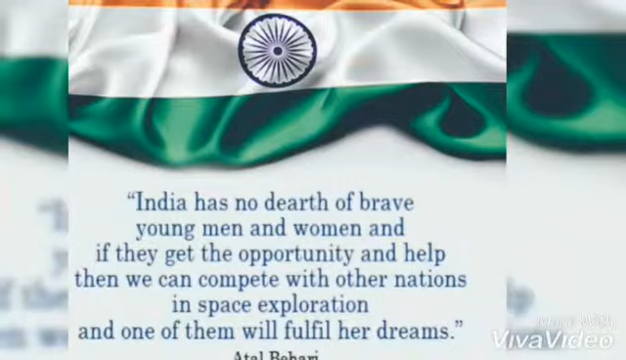 “India has no dearth of brave
young men and women and
if they get the opportunity and help
then we can compete with other nations
in space exploration
and one of them will fulfil her dreams.”
Atal Behari
Made With
VivaVideo